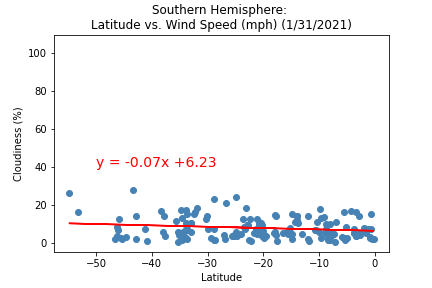 Southern Hemisphere:
Latitude vs. Wind Speed (mph) (1/31/2021)
100
80
60
40
20
0
Cloudiness (%)
y = -0.07x +6.23
−50
−40
−30
−20
−10
0
Latitude